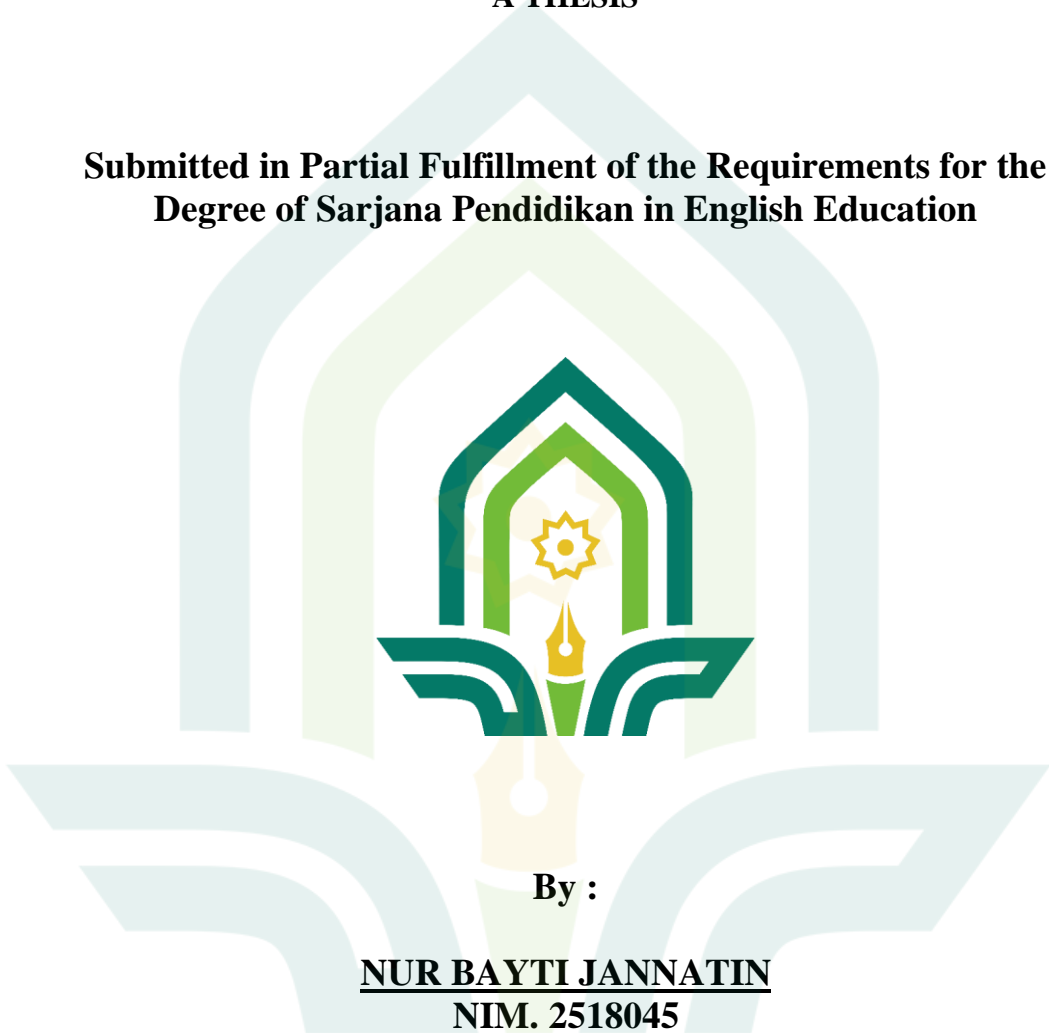 A THESIS
Submitted in Partial Fulfillment of the Requirements for the
Degree of Sarjana Pendidikan in English Education
By :
NUR BAYTI JANNATIN
NIM. 2518045